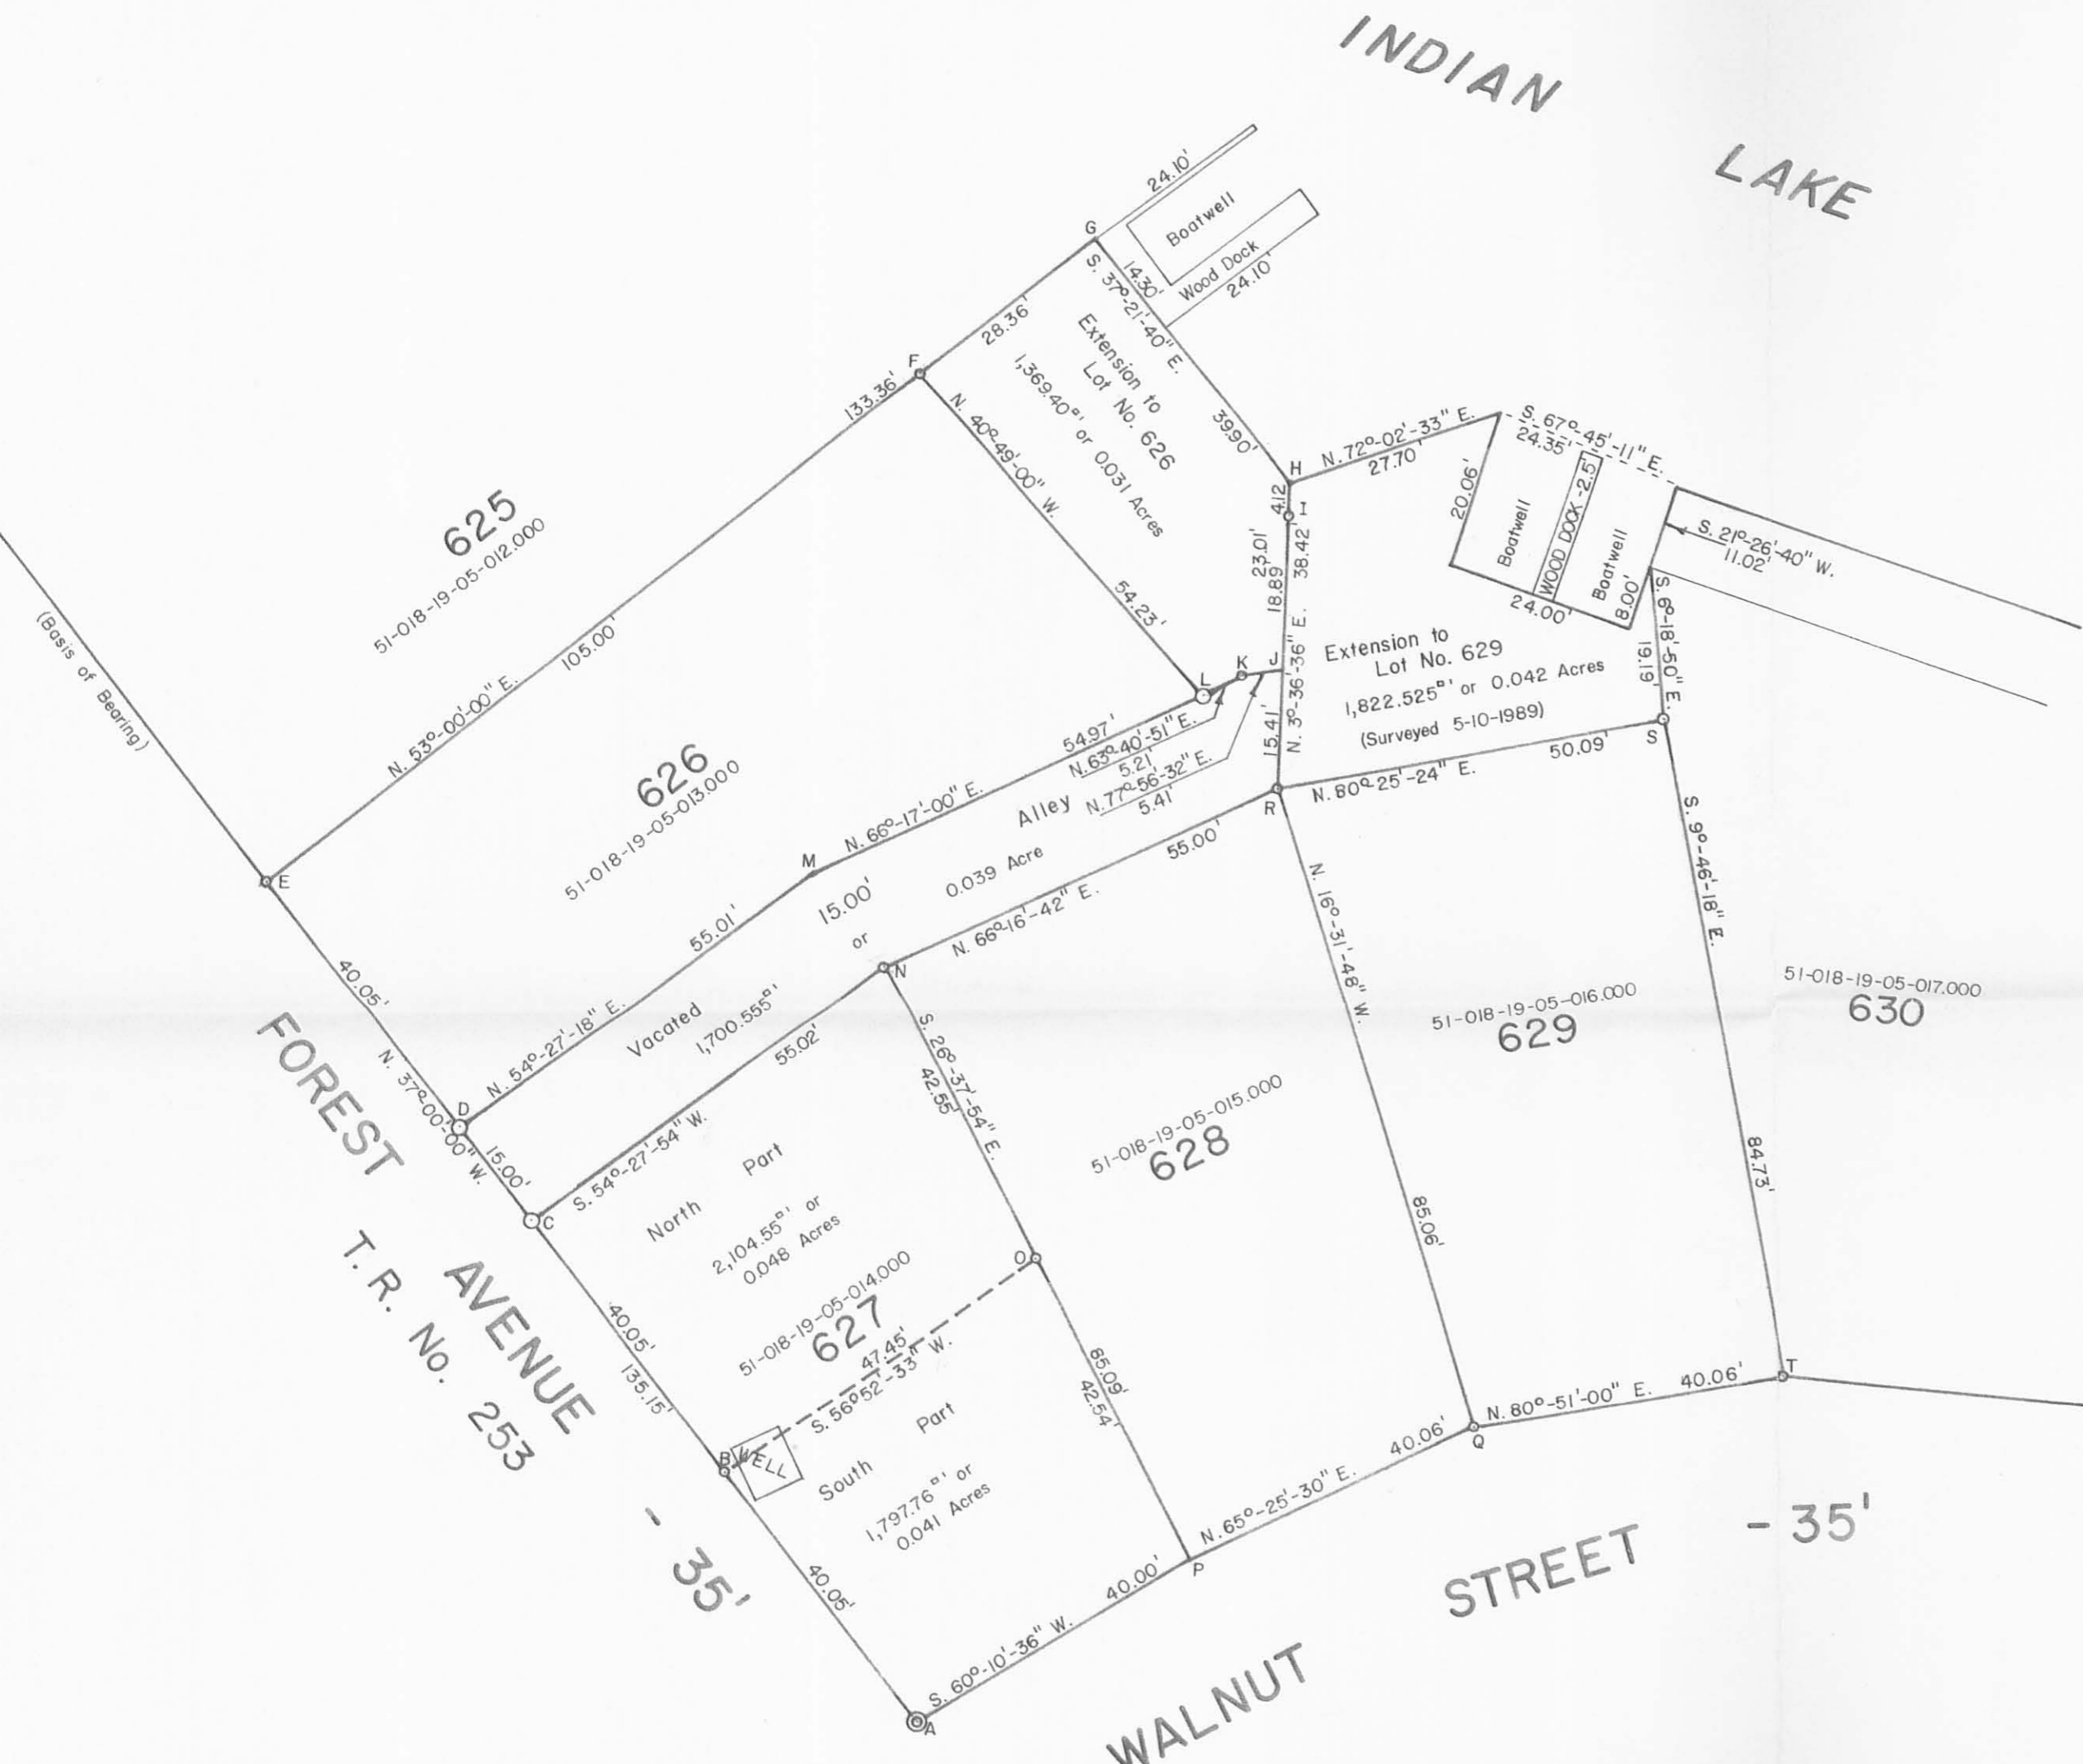 INDIAN
LAKE
24.10'
Boatwell
Wood Dock
24.10'
G
14.30'
S. 37°-21'-40" E.
39.90'
28.36'
F
133.36'
Extension to
Lot No. 626
1,369.40□' or 0.031 Acres
N. 40°-49'-00" W.
54.23'
H
N. 72°-02'-33" E.
27.70'
S. 67°-45'-11" E.
24.35'
20.06'
Boatwell
WOOD DOCK -2.5'
Boatwell
8.00'
24.00'
S. 21°-26'-40" W.
11.02'
S. 6°-18'-50" E.
19.19'
4.12
I
23.01'
18.89'
38.42'
N. 3°-36'-36" E.
15.41'
Extension to
Lot No. 629
1,822.525□' or 0.042 Acres
(Surveyed 5-10-1989)
S
50.09'
N. 80°-25'-24" E.
R
J
K
L
625
51-018-19-05-012.000
(Basis of Bearing)
105.00'
N. 53°-00'-00" E.
E
626
51-018-19-05-013.000
54.97'
N. 66°-17'-00" E.
N. 63°-40'-51" E.
5.21'
N. 77°-56'-32" E.
5.41'
M
55.01'
N. 54°-27'-18" E.
D
Alley
15.00'
0.039 Acre
or
Vacated
1,700.555□'
55.00'
N. 66°-16'-42" E.
N
55.02'
S. 54°-27'-54" W.
C
40.05'
N. 37°-00'-00" W.
15.00'
FOREST
AVENUE
- 35'
T. R. No. 253
40.05'
135.15'
40.05'
North Part
2,104.55□' or
0.048 Acres
51-018-19-05-014.000
627
S. 26°-37'-54" E.
42.55'
O
47.45'
S. 56°-52'-33" W.
B
WELL
South Part
1,797.76□' or
0.041 Acres
85.09'
42.54'
51-018-19-05-015.000
628
N. 16°-31'-48" W.
85.06'
51-018-19-05-016.000
629
S. 9°-46'-18" E.
84.73'
51-018-19-05-017.000
630
T
40.06'
N. 80°-51'-00" E.
Q
40.06'
N. 65°-25'-30" E.
P
40.00'
S. 60°-10'-36" W.
A
WALNUT
STREET
- 35'